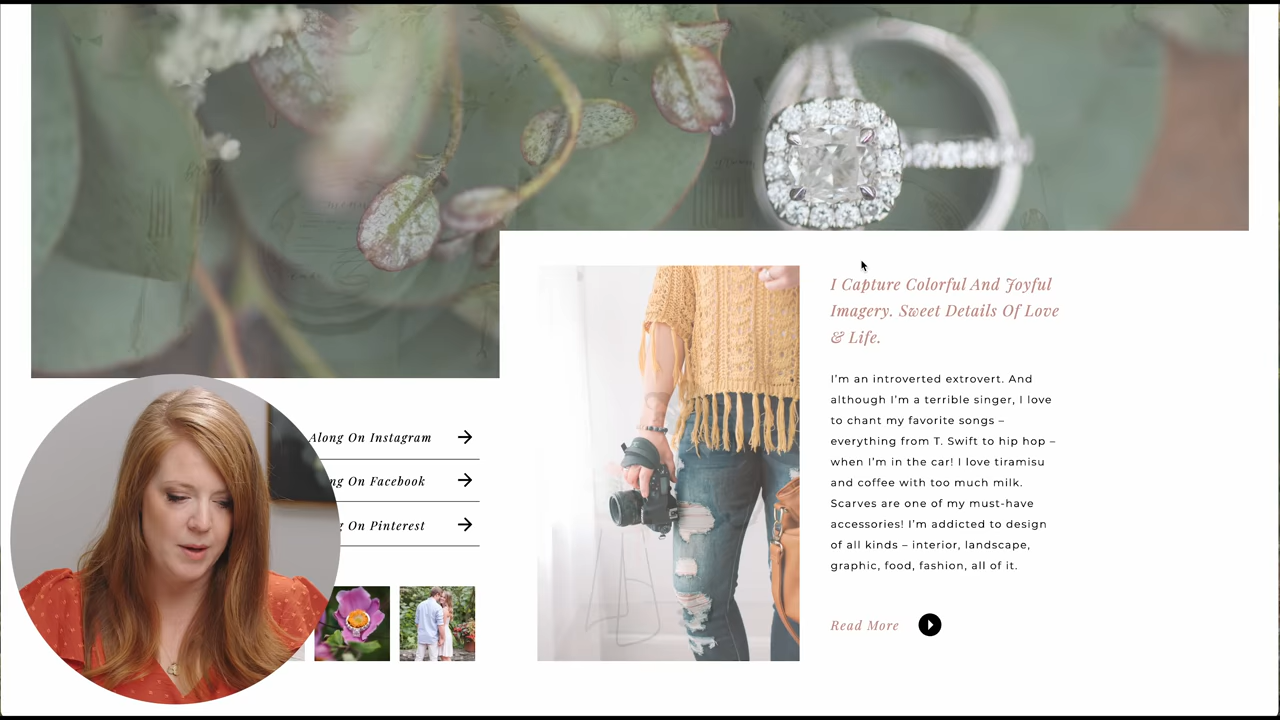 Along On Instagram
ng On Facebook
g On Pinterest
I Capture Colorful And Joyful
Imagery. Sweet Details Of Love
& Life.
I'm an introverted extrovert. And
although I'm a terrible singer, I love
to chant my favorite songs –
everything from T. Swift to hip hop –
when I'm in the car! I love tiramisu
and coffee with too much milk.
Scarves are one of my must-have
accessories! I'm addicted to design
of all kinds – interior, landscape,
graphic, food, fashion, all of it.
Read More